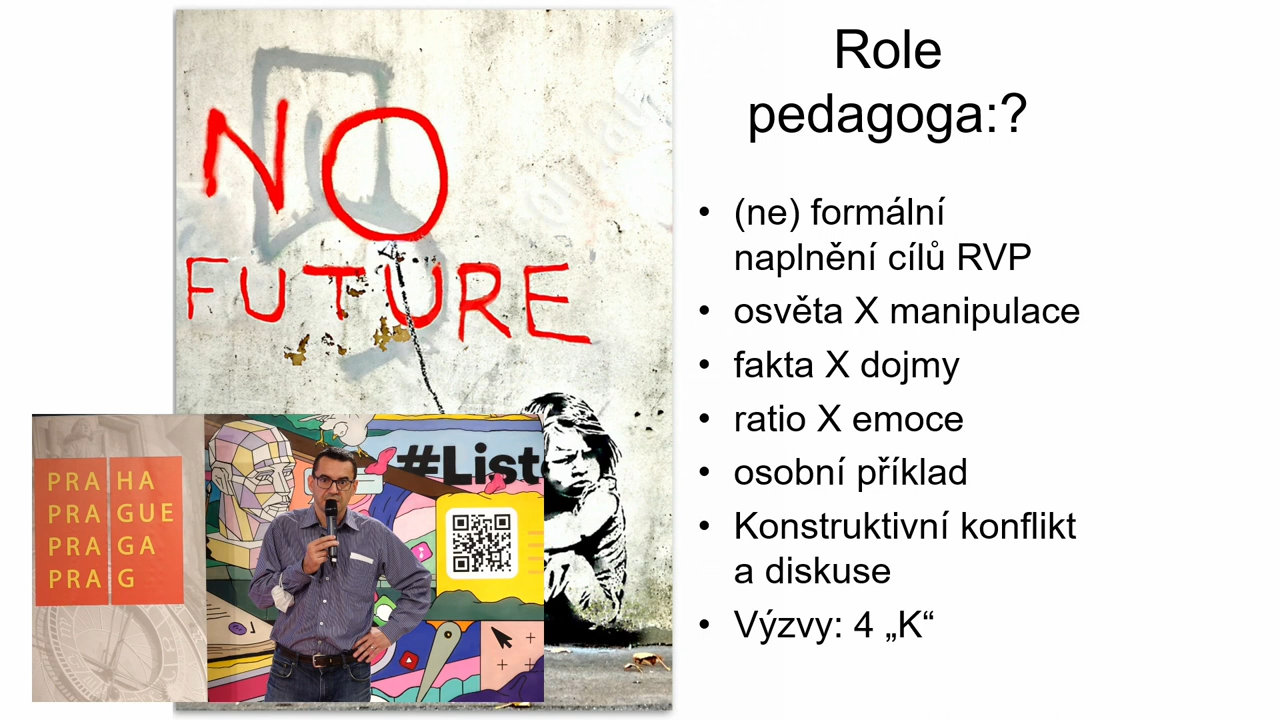 Role
pedagoga:?
NO
FUTURE
• (ne) formální
naplnění cílů RVP
• osvěta X manipulace
• fakta X dojmy
• ratio X emoce
• osobní příklad
• Konstruktivní konflikt
a diskuse
• Výzvy: 4 „K“
#List
PRA HA
PRA GUE
PRA GA
PRA G